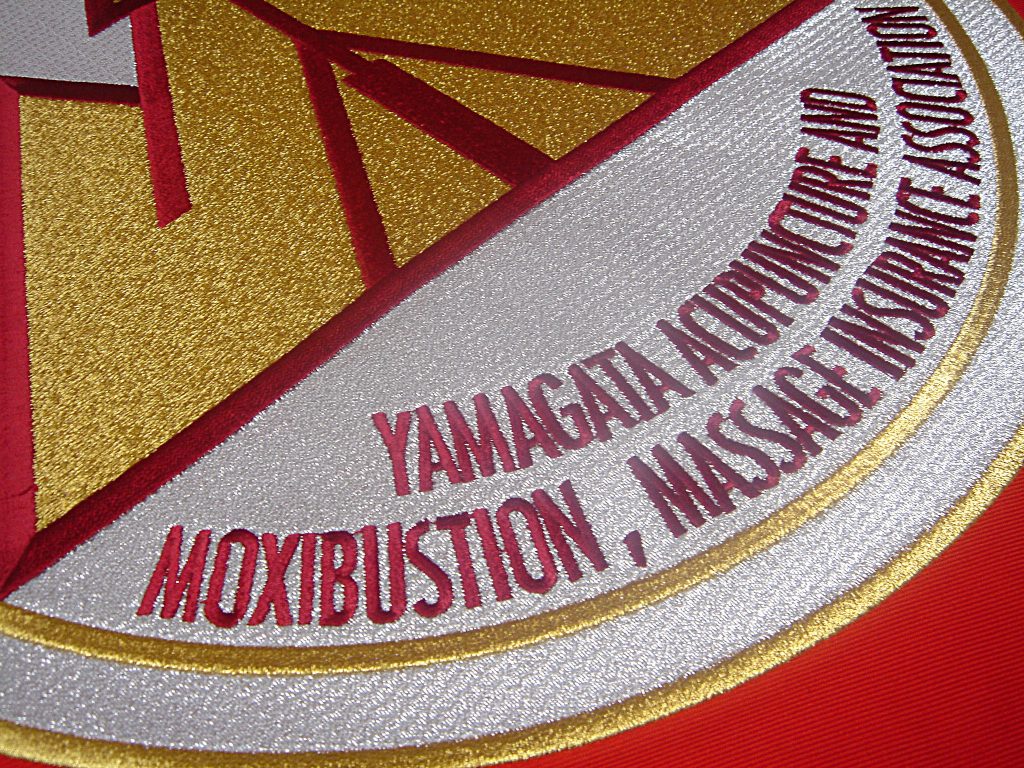 YAMAGATA ACUPUNCTURE AND
MOXIBUSTION , MASSAGE INSURANCE ASSOCIATION